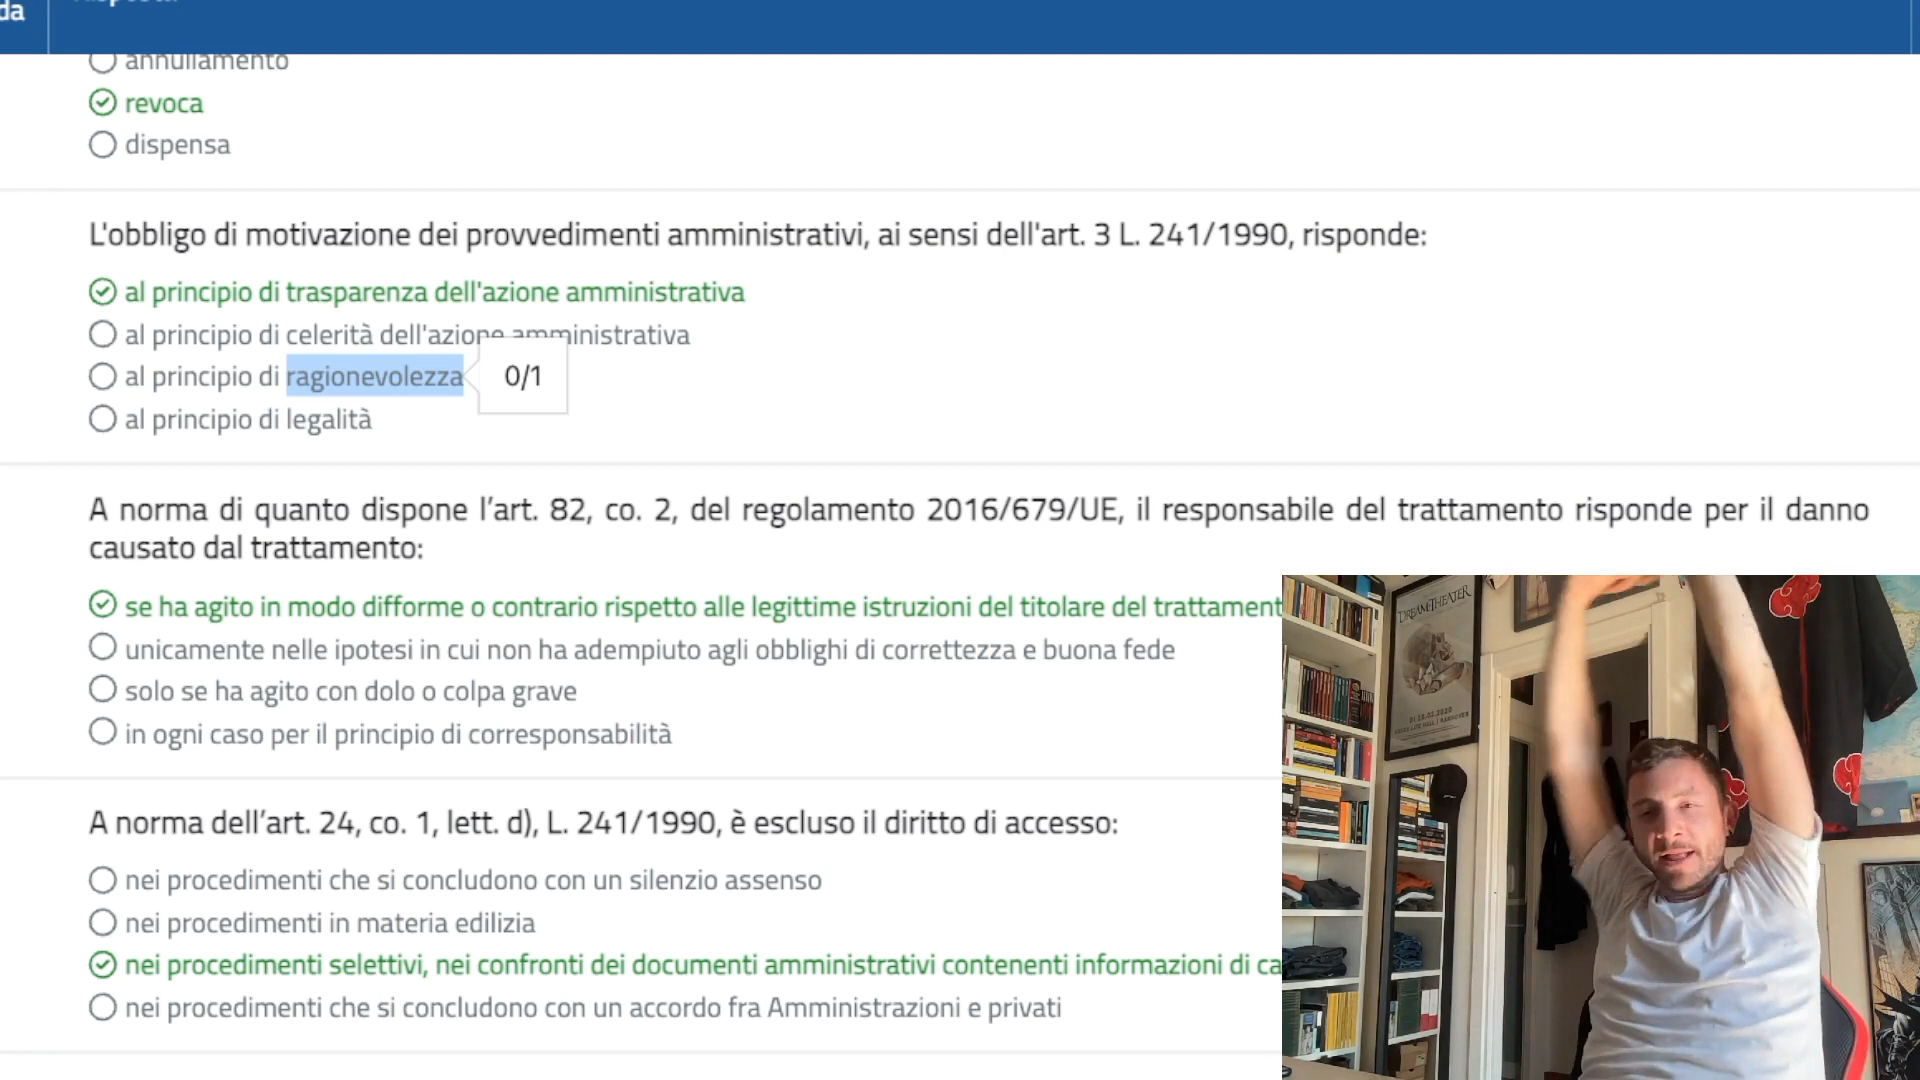 da
annullamento
revoca
dispensa
L'obbligo di motivazione dei provvedimenti amministrativi, ai sensi dell'art. 3 L. 241/1990, risponde:
al principio di trasparenza dell'azione amministrativa
al principio di celerità dell'azione amministrativa
al principio di ragionevolezza
0/1
al principio di legalità
A norma di quanto dispone l’art. 82, co. 2, del regolamento 2016/679/UE, il responsabile del trattamento risponde per il danno
causato dal trattamento:
se ha agito in modo difforme o contrario rispetto alle legittime istruzioni del titolare del trattament
unicamente nelle ipotesi in cui non ha adempiuto agli obblighi di correttezza e buona fede
solo se ha agito con dolo o colpa grave
in ogni caso per il principio di corresponsabilità
A norma dell’art. 24, co. 1, lett. d), L. 241/1990, è escluso il diritto di accesso:
nei procedimenti che si concludono con un silenzio assenso
nei procedimenti in materia edilizia
nei procedimenti selettivi, nei confronti dei documenti amministrativi contenenti informazioni di ca
nei procedimenti che si concludono con un accordo fra Amministrazioni e privati
DREAM THEATER